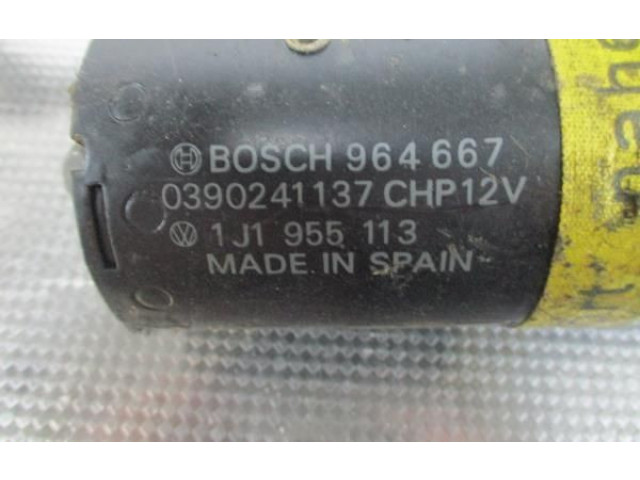 BOSCH 964 667
0390241137 CHP12V
1J1 955 113
MADE IN SPAIN